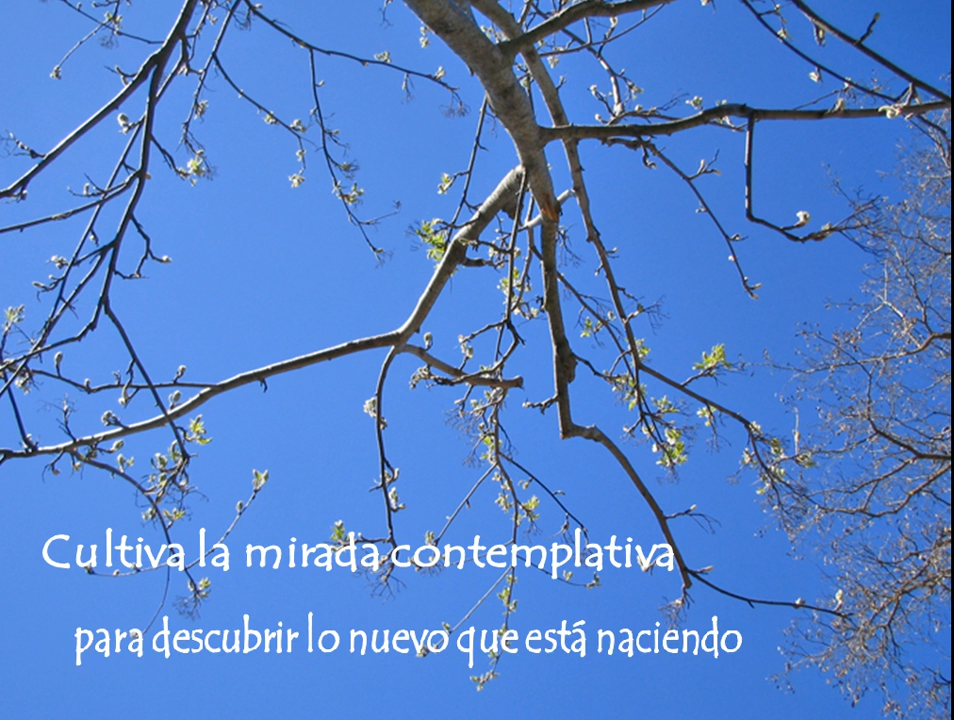 Cultiva la mirada contemplativa
para descubrir lo nuevo que está naciendo